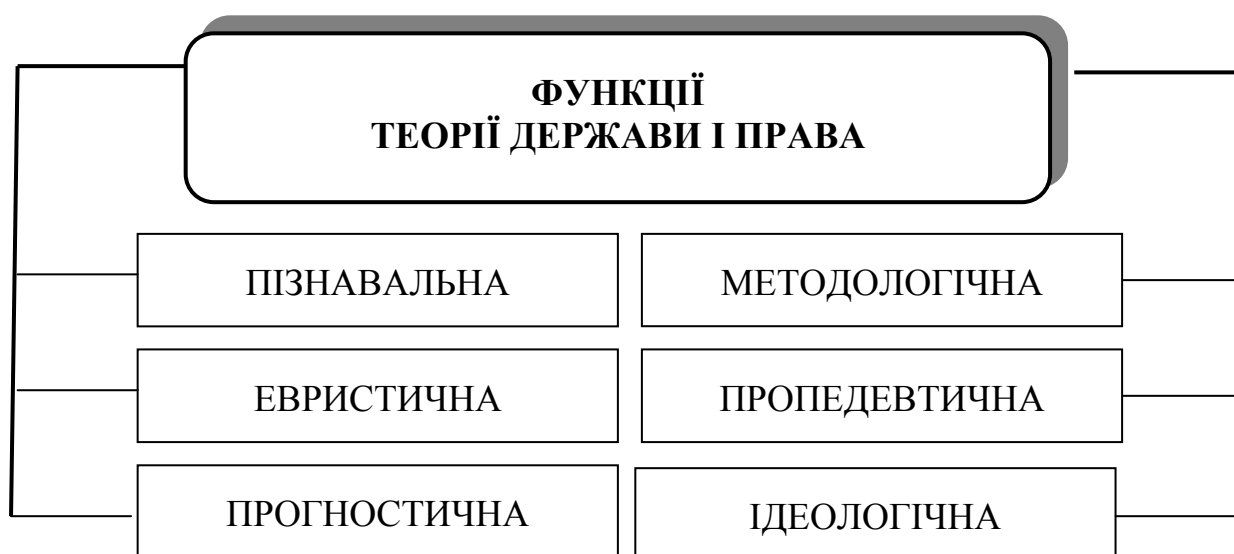 ФУНКЦІЇ
ТЕОРІЇ ДЕРЖАВИ І ПРАВА
ПІЗНАВАЛЬНА
МЕТОДОЛОГІЧНА
ЕВРИСТИЧНА
ПРОПЕДЕВТИЧНА
ПРОГНОСТИЧНА
ІДЕОЛОГІЧНА